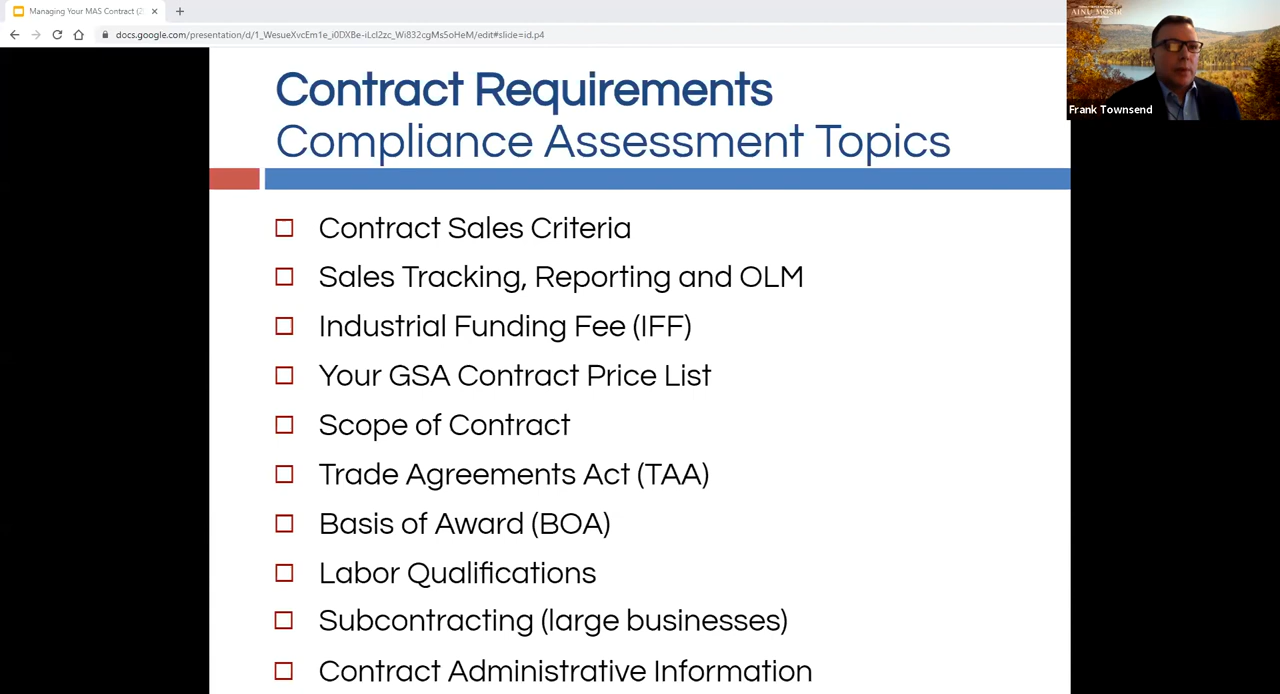 Managing Your MAS Contract (2
docs.google.com/presentation/d/1_WesueXvcEm1e_i0DXBe-iLcl2zc_Wi832cgMs5oHeM/edit#slide=id.p4
AINU MOSIR
Frank Townsend
Contract Requirements
Compliance Assessment Topics
Contract Sales Criteria
Sales Tracking, Reporting and OLM
Industrial Funding Fee (IFF)
Your GSA Contract Price List
Scope of Contract
Trade Agreements Act (TAA)
Basis of Award (BOA)
Labor Qualifications
Subcontracting (large businesses)
Contract Administrative Information